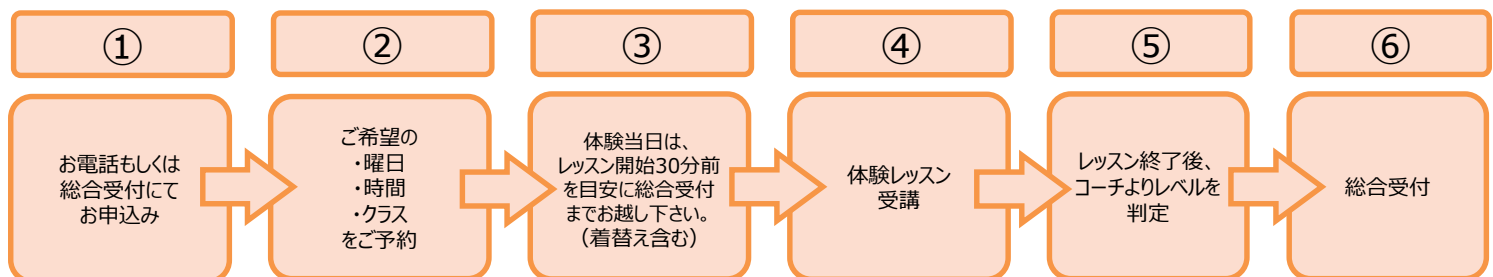 ①
②
③
④
⑤
⑥
お電話もしくは
総合受付にて
お申込み
ご希望の
・曜日
・時間
・クラス
をご予約
体験当日は、
レッスン開始30分前
を目安に総合受付
までお越し下さい。
（着替え含む）
体験レッスン
受講
レッスン終了後、
コーチよりレベルを
判定
総合受付